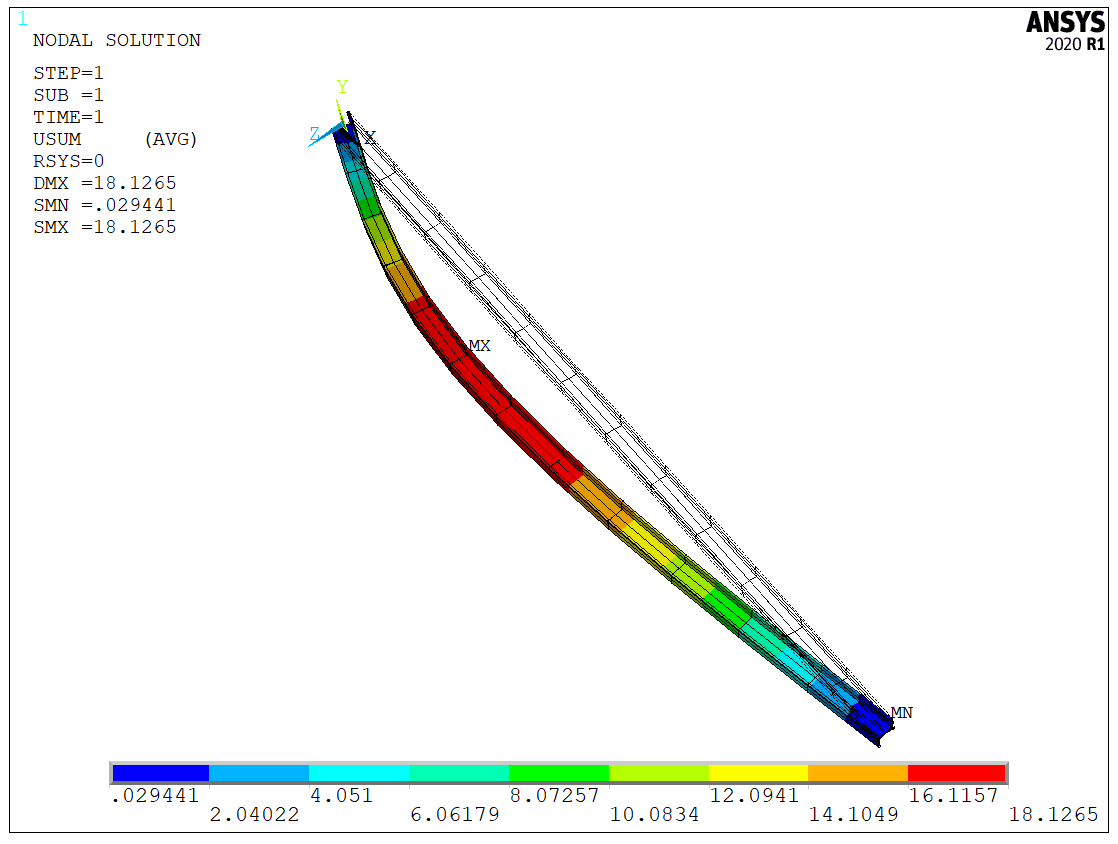 1
ANSYS
2020 R1
NODAL SOLUTION
STEP=1
SUB =1
TIME=1
USUM (AVG)
RSYS=0
DMX =18.1265
SMN =.029441
SMX =18.1265
Y
Z X
MX
MN
.029441 4.051 8.07257 12.0941 16.1157
2.04022 6.06179 10.0834 14.1049 18.1265